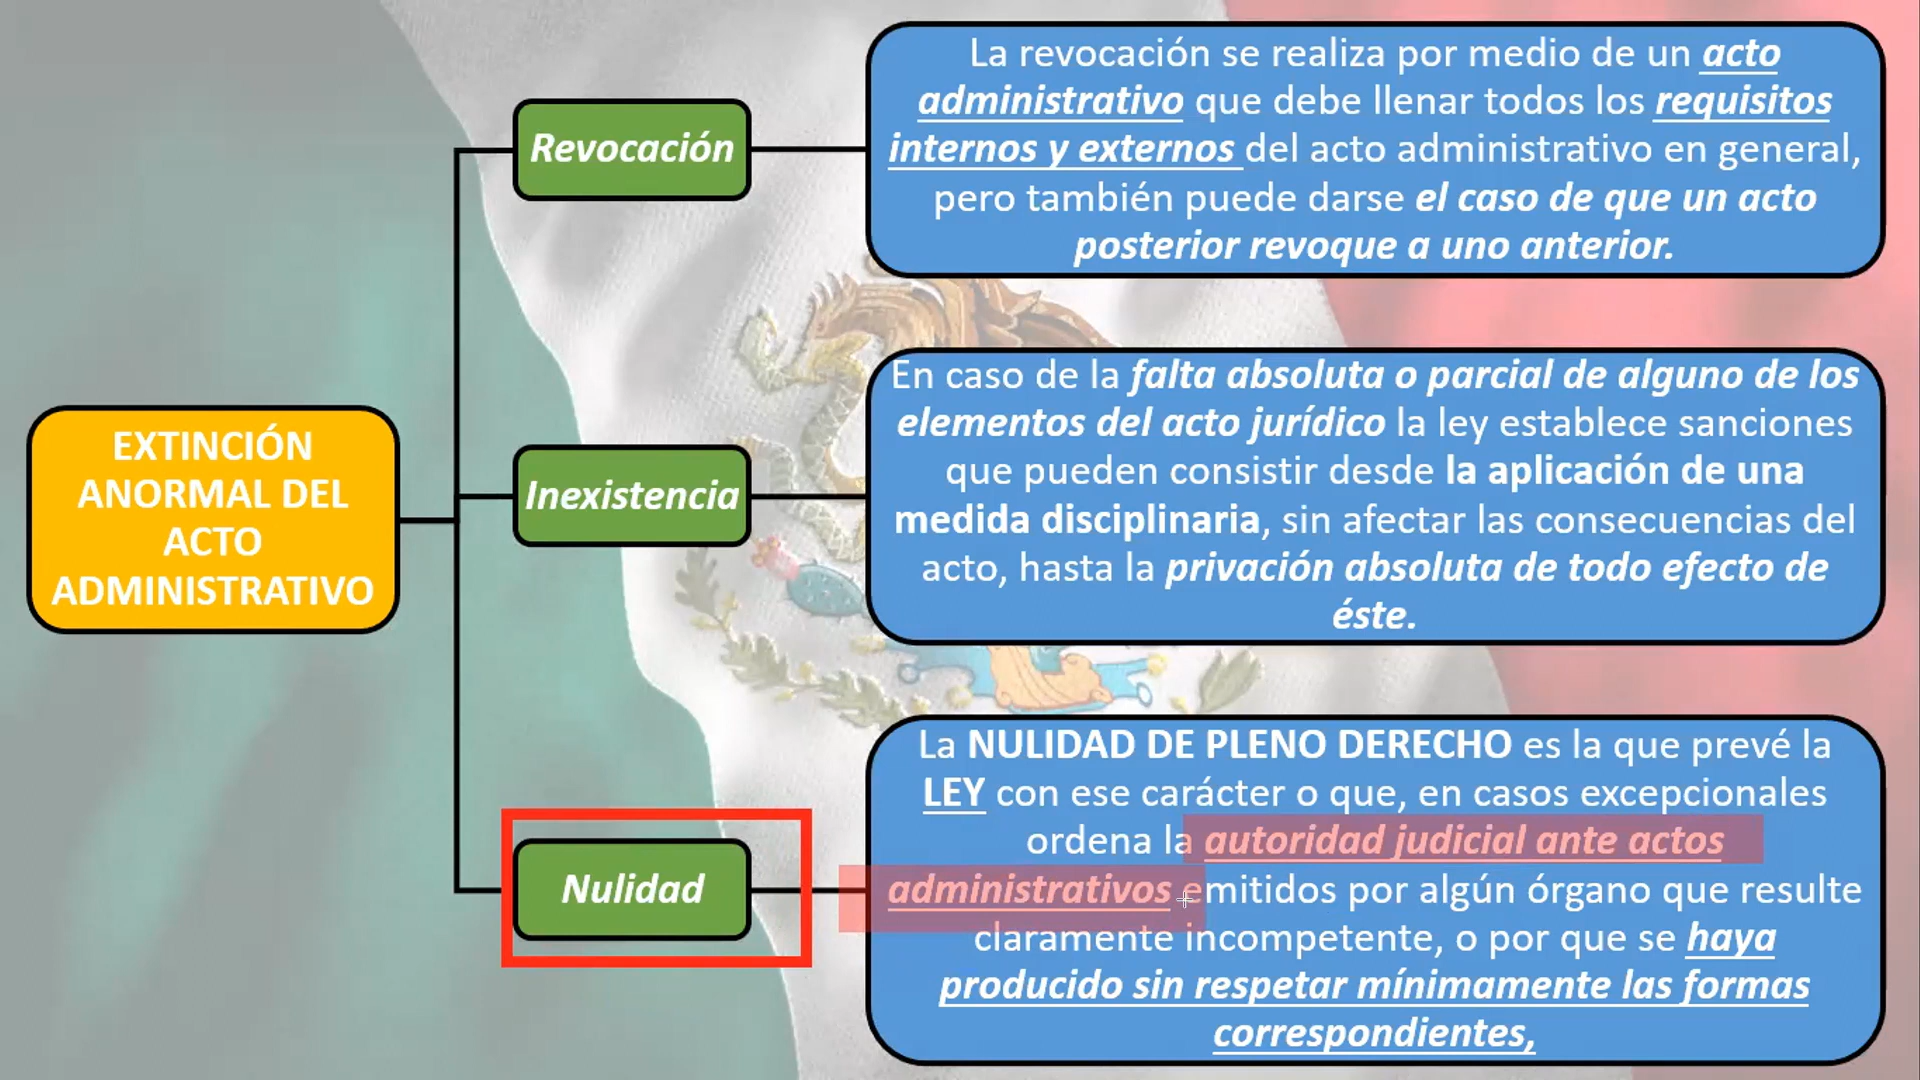 La revocación se realiza por medio de un acto
administrativo que debe llenar todos los requisitos
internos y externos del acto administrativo en general,
pero también puede darse el caso de que un acto
posterior revoque a uno anterior.
Revocación
En caso de la falta absoluta o parcial de alguno de los
elementos del acto jurídico la ley establece sanciones
que pueden consistir desde la aplicación de una
medida disciplinaria, sin afectar las consecuencias del
acto, hasta la privación absoluta de todo efecto de
éste.
Inexistencia
EXTINCIÓN
ANORMAL DEL
ACTO
ADMINISTRATIVO
La NULIDAD DE PLENO DERECHO es la que prevé la
LEY con ese carácter o que, en casos excepcionales
ordena la autoridad judicial ante actos
administrativos emitidos por algún órgano que resulte
claramente incompetente, o por que se haya
producido sin respetar mínimamente las formas
correspondientes,
Nulidad